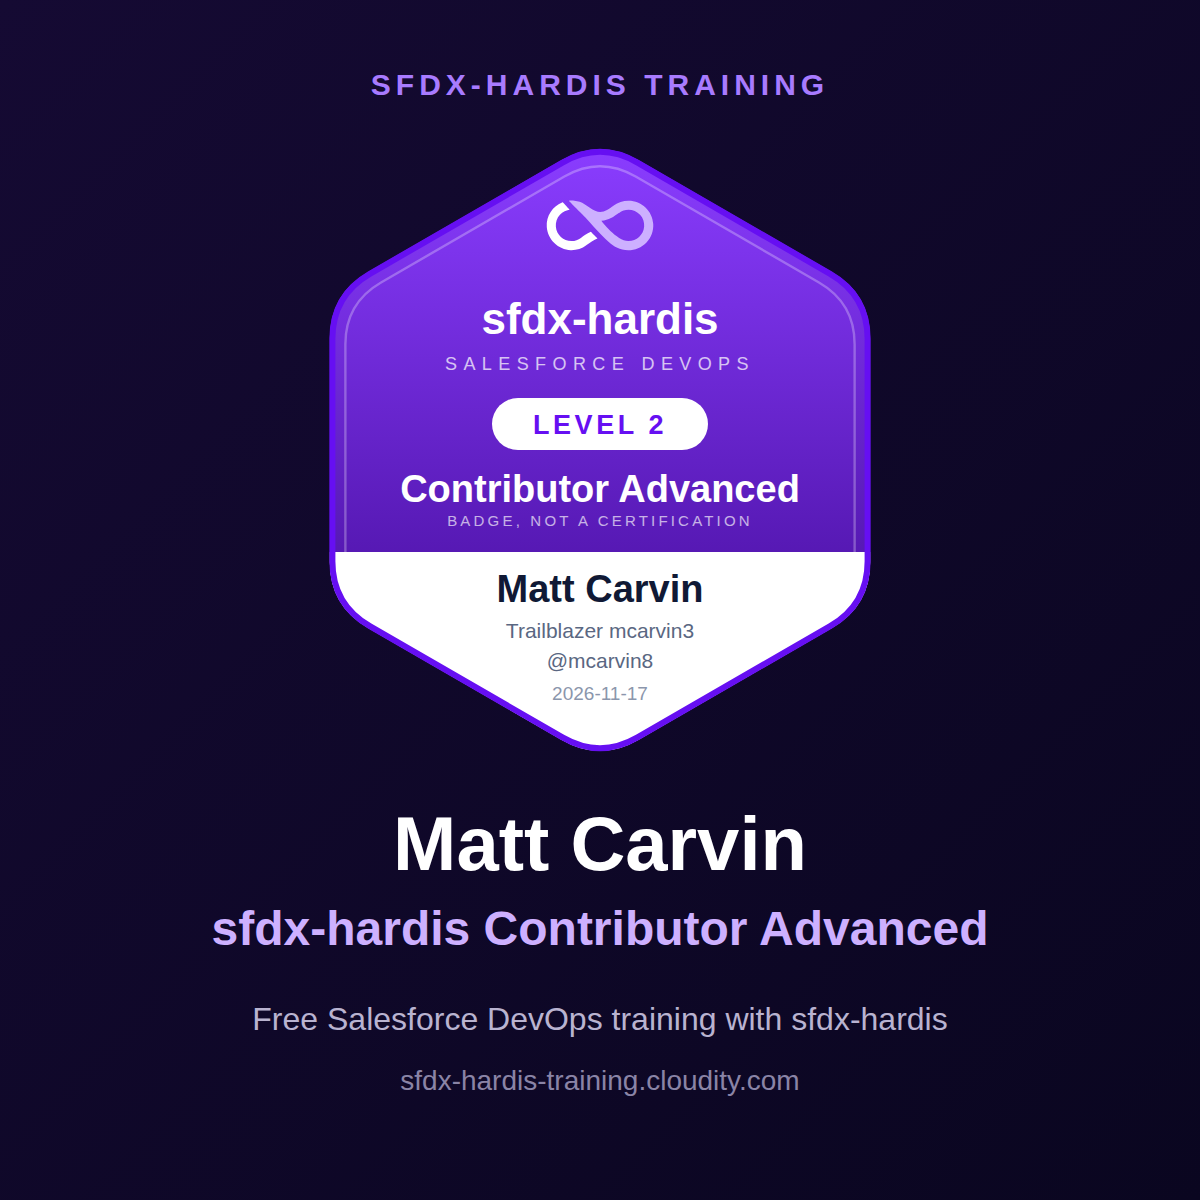 SFDX-HARDIS TRAINING
sfdx-hardis
SALESFORCE DEVOPS
LEVEL 2
Contributor Advanced
BADGE, NOT A CERTIFICATION
Matt Carvin
Trailblazer mcarvin3
@mcarvin8
2026-11-17
Matt Carvin
sfdx-hardis Contributor Advanced
Free Salesforce DevOps training with sfdx-hardis
sfdx-hardis-training.cloudity.com